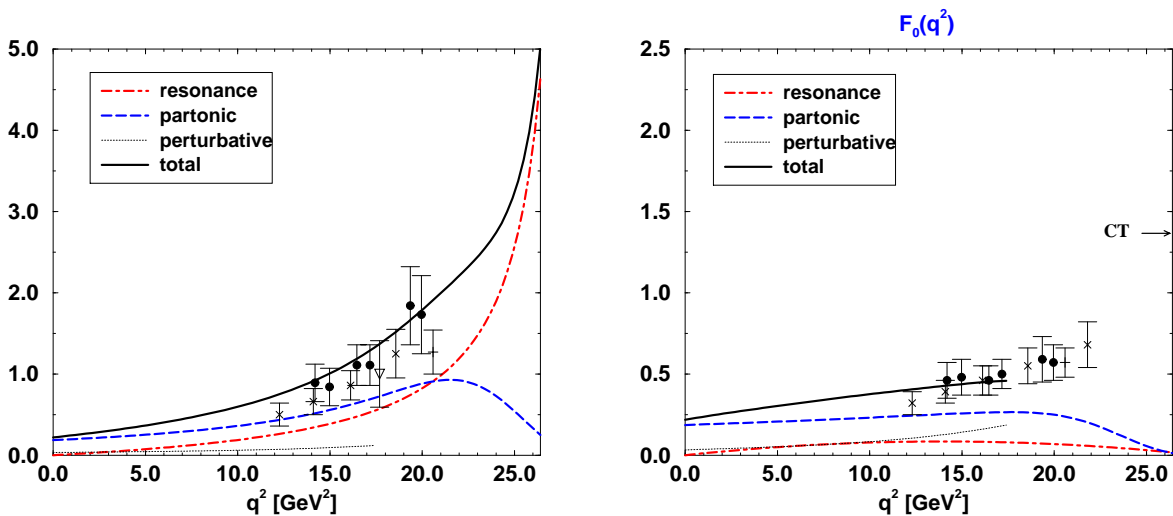 5.0
4.0
3.0
2.0
1.0
0.0
resonance
partonic
perturbative
total
0.0 5.0 10.0 15.0 20.0 25.0
q² [GeV²]
F₀(q²)
2.5
2.0
1.5
1.0
0.5
0.0
resonance
partonic
perturbative
total
CT
0.0 5.0 10.0 15.0 20.0 25.0
q² [GeV²]